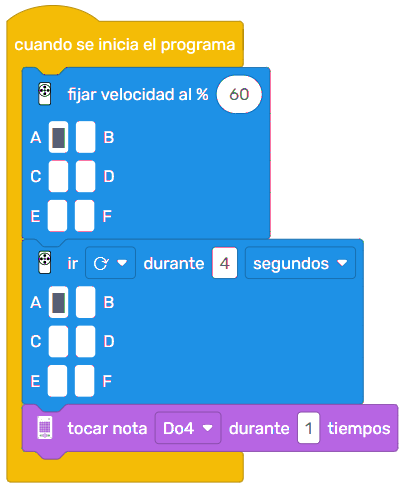 cuando se inicia el programa
fijar velocidad al % 60
A B
C D
E F
ir durante 4 segundos
A B
C D
E F
tocar nota Do4 durante 1 tiempos